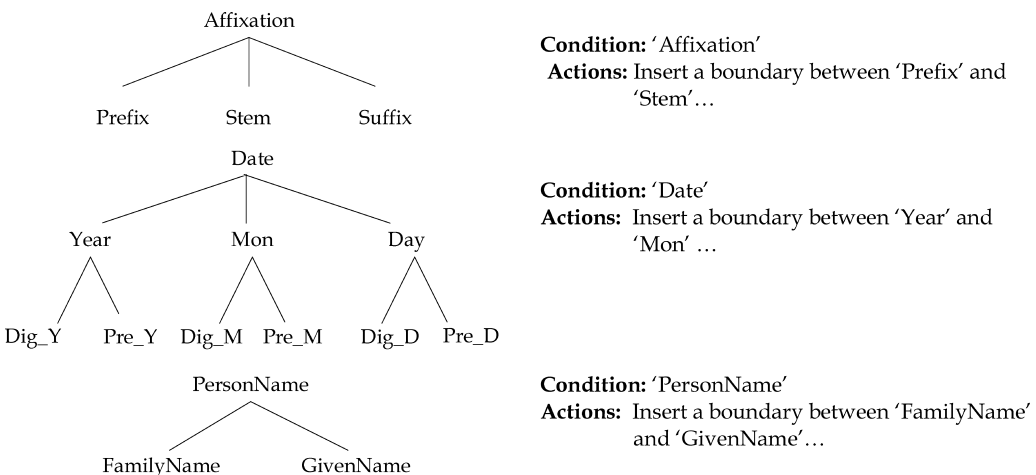 Affixation
Prefix Stem Suffix
Condition: ‘Affixation’
Actions: Insert a boundary between ‘Prefix’ and
‘Stem’…
Date
Year Mon Day
Dig_Y Pre_Y Dig_M Pre_M Dig_D Pre_D
Condition: ‘Date’
Actions: Insert a boundary between ‘Year’ and
‘Mon’ …
PersonName
FamilyName GivenName
Condition: ‘PersonName’
Actions: Insert a boundary between ‘FamilyName’
and ‘GivenName’…